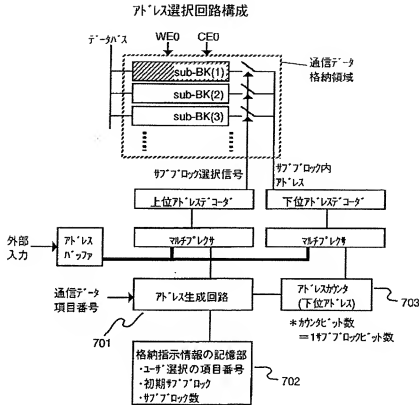 アドレス選択回路構成
WE0 CE0
データバス
通信データ
格納領域
sub-BK(1)
sub-BK(2)
sub-BK(3)
サブブロック選択信号
サブブロック内
アドレス
上位アドレスデコーダ
下位アドレスデコーダ
外部
入力
アドレス
バッファ
マルチプレクサ
マルチプレクサ
通信データ
項目番号
アドレス生成回路
アドレスカウンタ
(下位アドレス)
703
701
*カウンタビット数
=1サブブロックビット数
格納指示情報の記憶部
・ユーザ選択の項目番号
・初期サブブロック
・サブブロック数
702